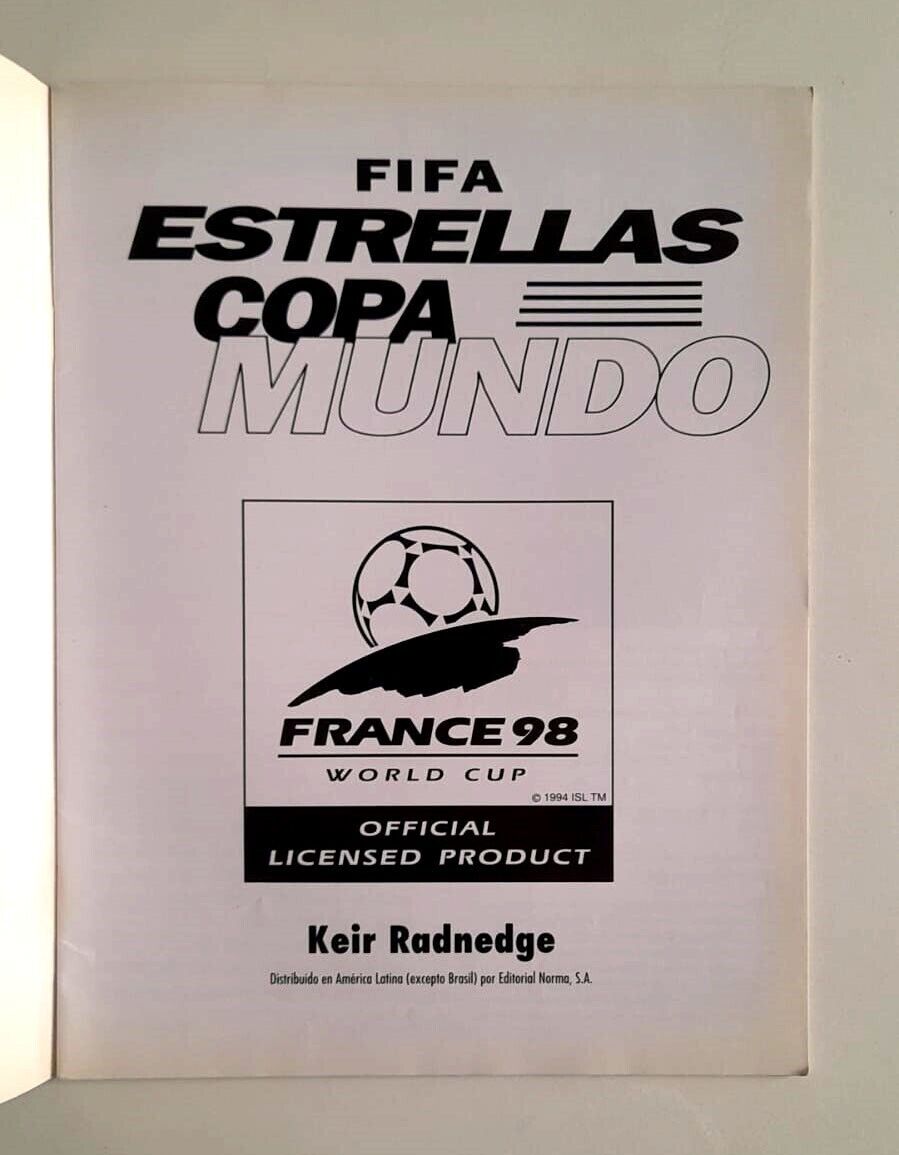 FIFA
ESTRELLAS
COPA
MUNDO
FRANCE 98
WORLD CUP
© 1994 ISL TM
OFFICIAL
LICENSED PRODUCT
Keir Radnedge
Distribuido en América Latina (excepto Brasil) por Editorial Norma, S.A.